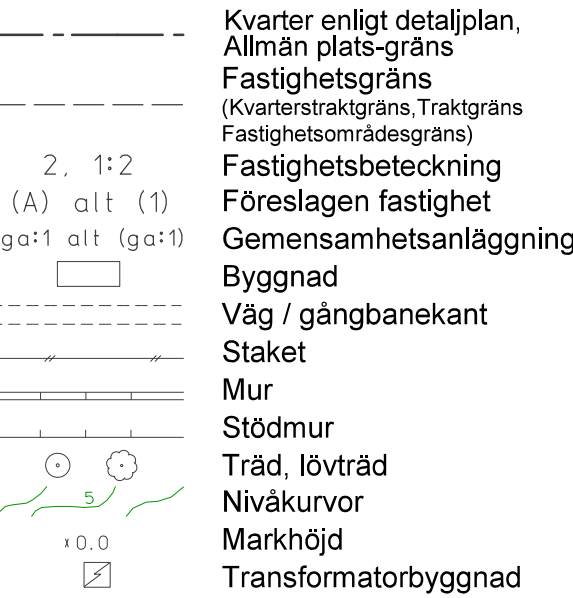 Kvarter enligt detaljplan,
Allmän plats-gräns
Fastighetsgräns
(Kvarterstraktgräns,Traktgräns
Fastighetsområdesgräns)
2, 1:2 Fastighetsbeteckning
(A) alt (1) Föreslagen fastighet
ga:1 alt (ga:1) Gemensamhetsanläggning
Byggnad
Väg / gångbanekant
Staket
Mur
Stödmur
Träd, lövträd
5 Nivåkurvor
x0.0 Markhöjd
Transformatorbyggnad